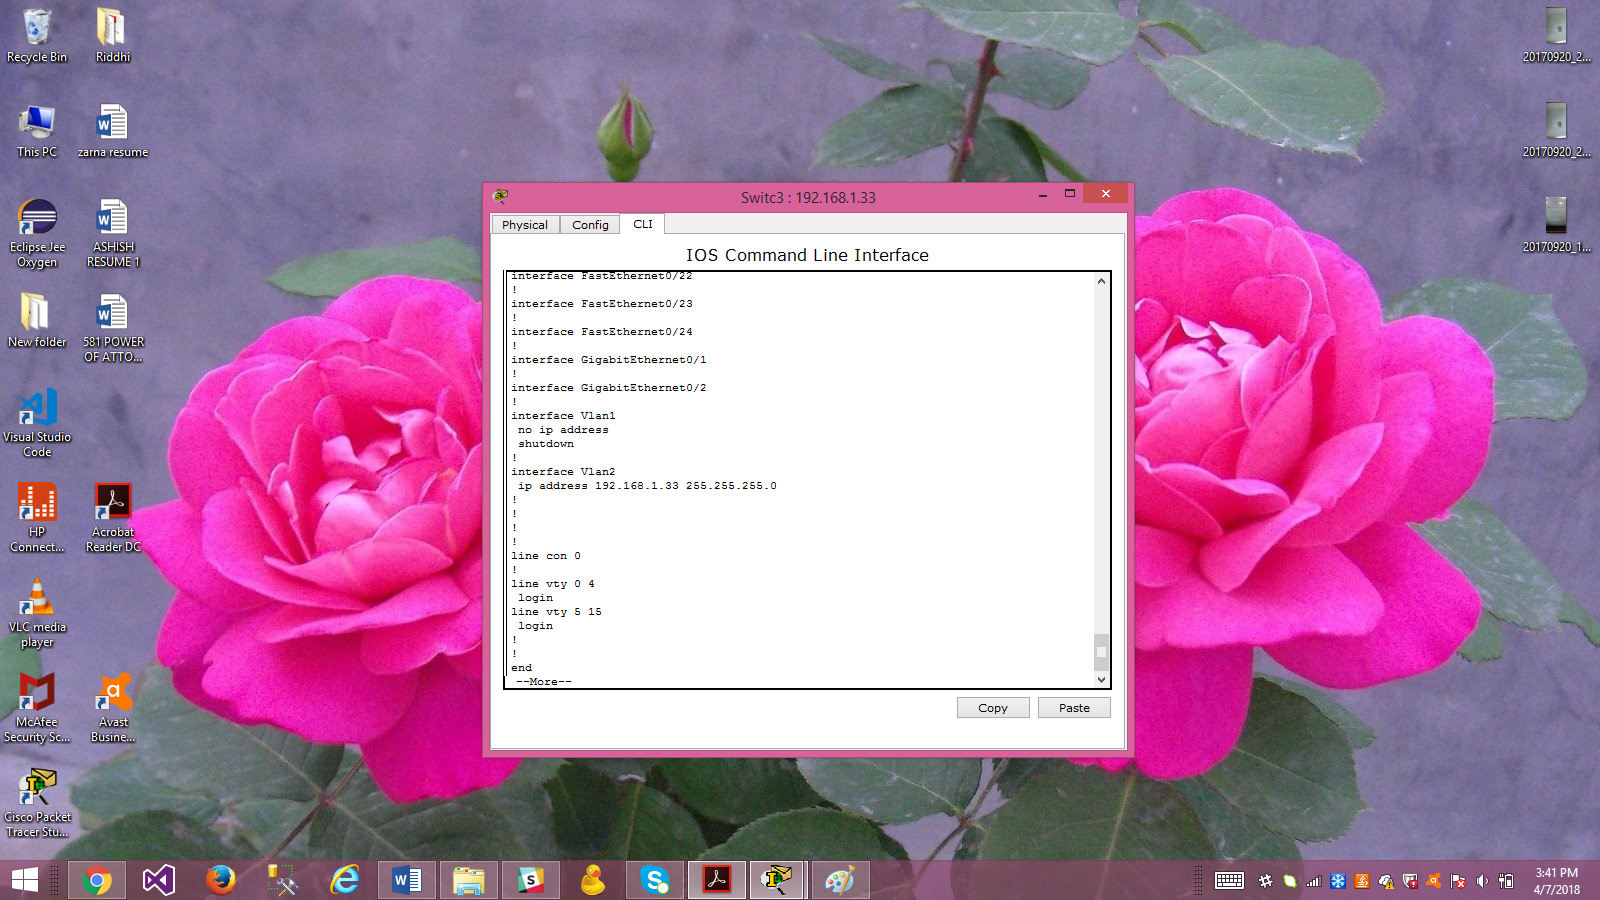 Recycle Bin
Riddhi
This PC
zarna resume
Eclipse Jee
Oxygen
ASHISH
RESUME 1
New folder
581 POWER
OF ATTO...
Visual Studio
Code
HP
Connect...
Acrobat
Reader DC
VLC media
player
McAfee
Security Sc...
Avast
Busine...
Cisco Packet
Tracer Stu...
20170920_2...
20170920_2...
20170920_1...
Switc3 : 192.168.1.33
Physical
Config
CLI
IOS Command Line Interface
interface FastEthernet0/22
!
interface FastEthernet0/23
!
interface FastEthernet0/24
!
interface GigabitEthernet0/1
!
interface GigabitEthernet0/2
!
interface Vlan1
no ip address
shutdown
!
interface Vlan2
ip address 192.168.1.33 255.255.255.0
!
!
!
!
line con 0
!
line vty 0 4
login
line vty 5 15
login
!
!
end
--More--
Copy
Paste
3:41 PM
4/7/2018